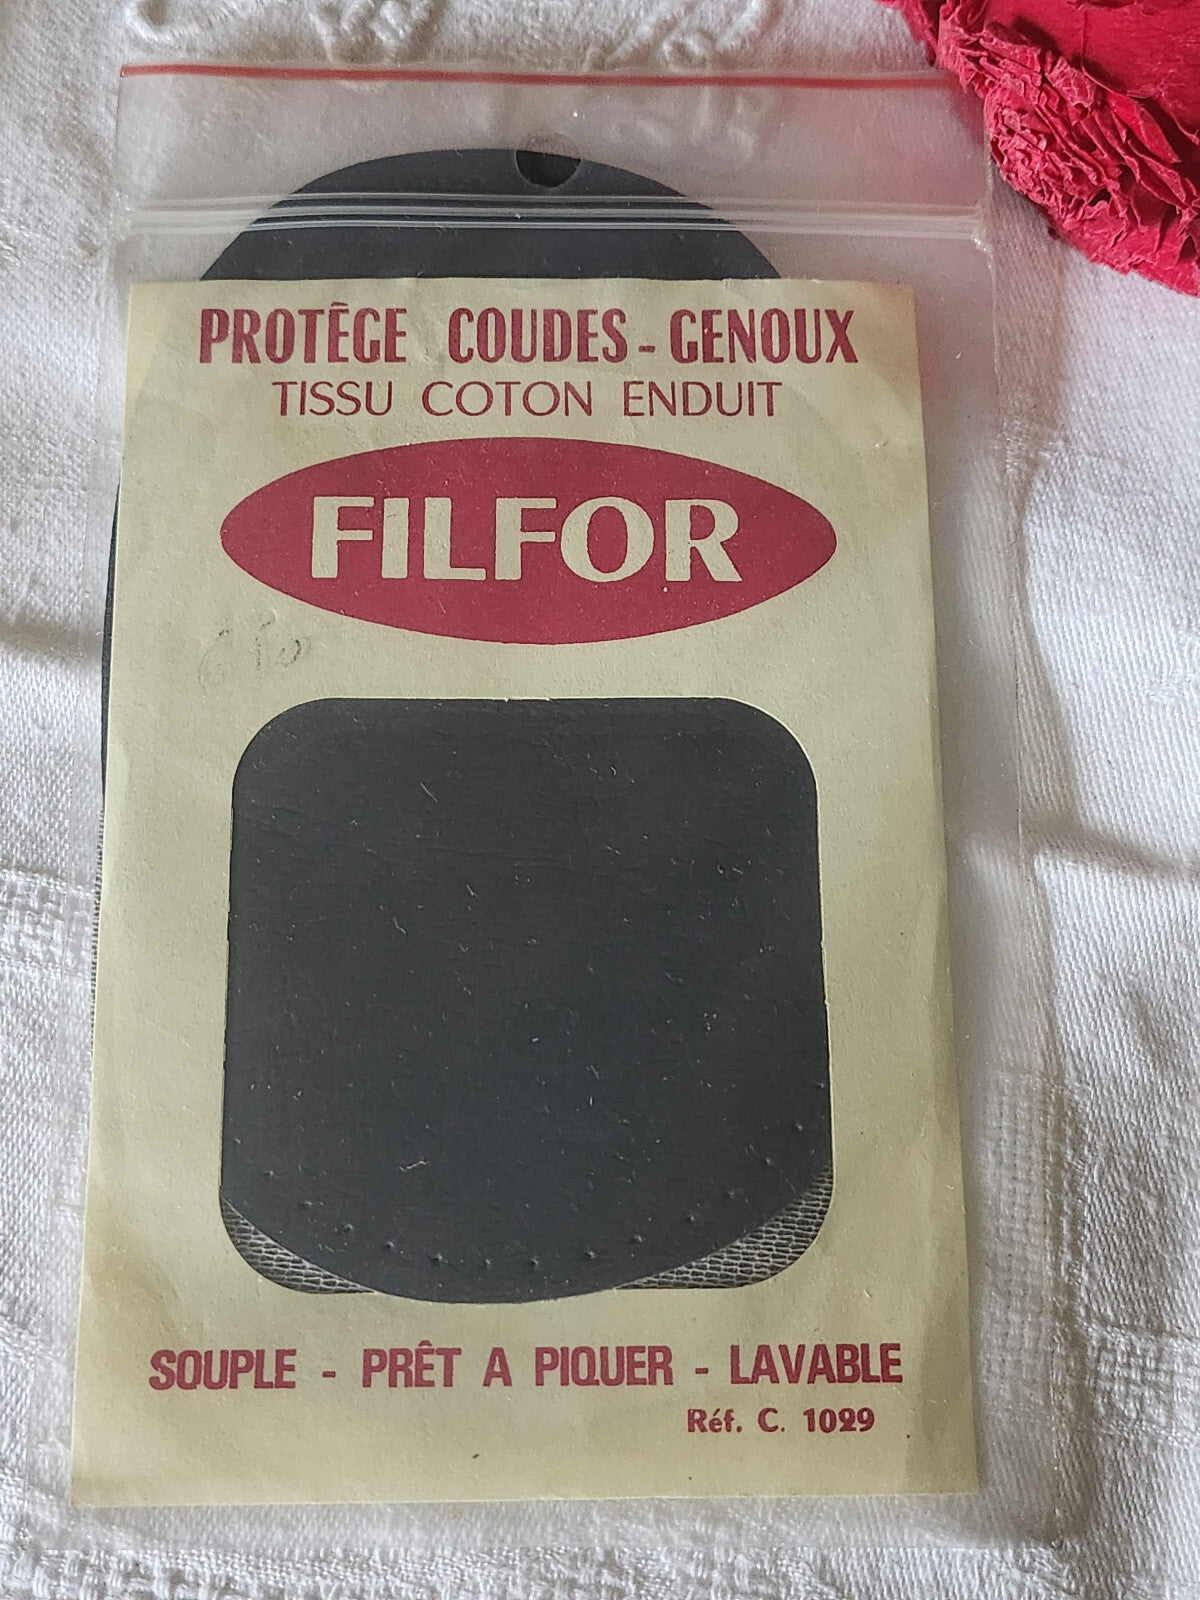 PROTÈGE COUDES - GENOUX
TISSU COTON ENDUIT
FILFOR
SOUPLE - PRÊT A PIQUER - LAVABLE
Réf. C. 1029